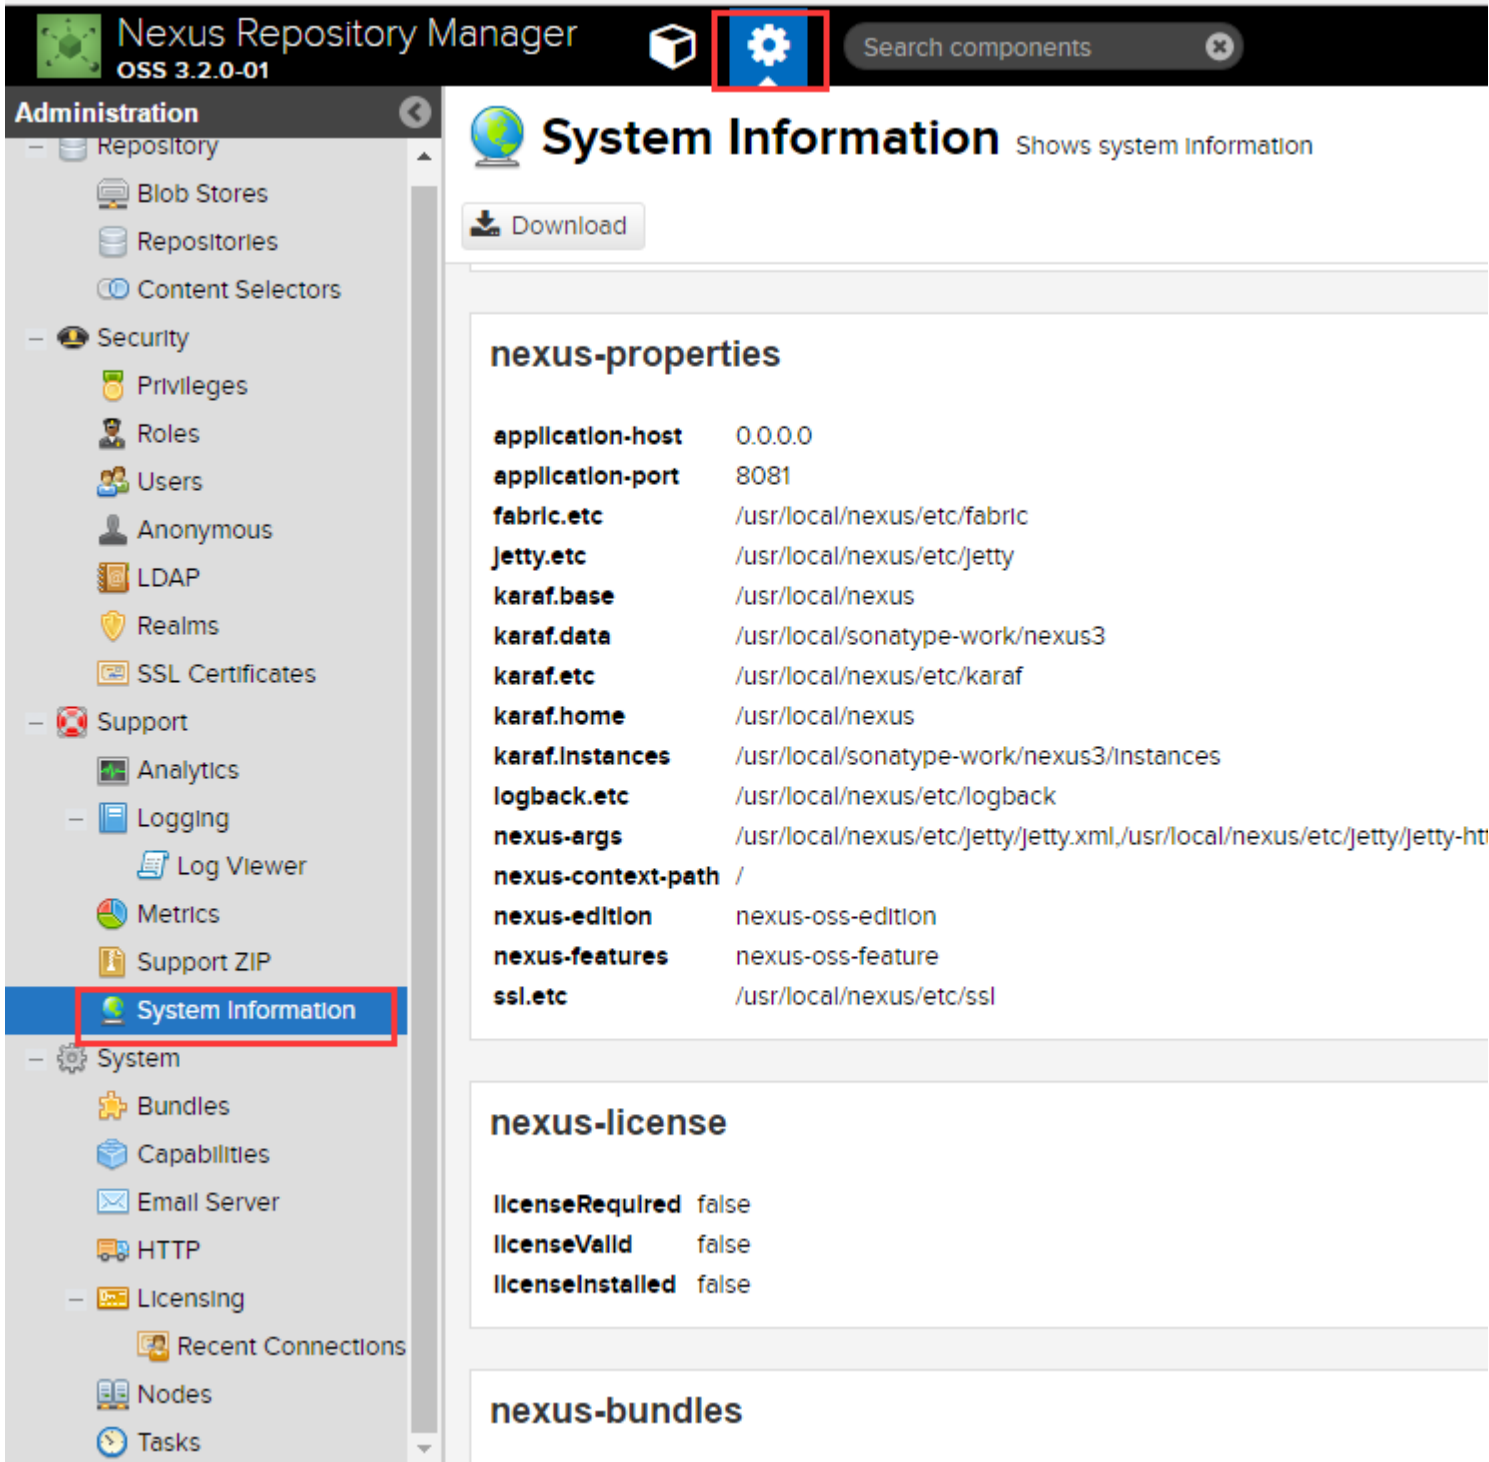 Nexus Repository Manager
OSS 3.2.0-01
Search components
Administration
Repository
Blob Stores
Repositories
Content Selectors
Security
Privileges
Roles
Users
Anonymous
LDAP
Realms
SSL Certificates
Support
Analytics
Logging
Log Viewer
Metrics
Support ZIP
System Information
System
Bundles
Capabilities
Email Server
HTTP
Licensing
Recent Connections
Nodes
Tasks
System Information Shows system information
Download
nexus-properties
application-host 0.0.0.0
application-port 8081
fabric.etc /usr/local/nexus/etc/fabric
jetty.etc /usr/local/nexus/etc/jetty
karaf.base /usr/local/nexus
karaf.data /usr/local/sonatype-work/nexus3
karaf.etc /usr/local/nexus/etc/karaf
karaf.home /usr/local/nexus
karaf.instances /usr/local/sonatype-work/nexus3/instances
logback.etc /usr/local/nexus/etc/logback
nexus-args /usr/local/nexus/etc/jetty/jetty.xml,/usr/local/nexus/etc/jetty/jetty-htt
nexus-context-path /
nexus-edition nexus-oss-edition
nexus-features nexus-oss-feature
ssl.etc /usr/local/nexus/etc/ssl
nexus-license
licenseRequired false
licenseValid false
licenseInstalled false
nexus-bundles